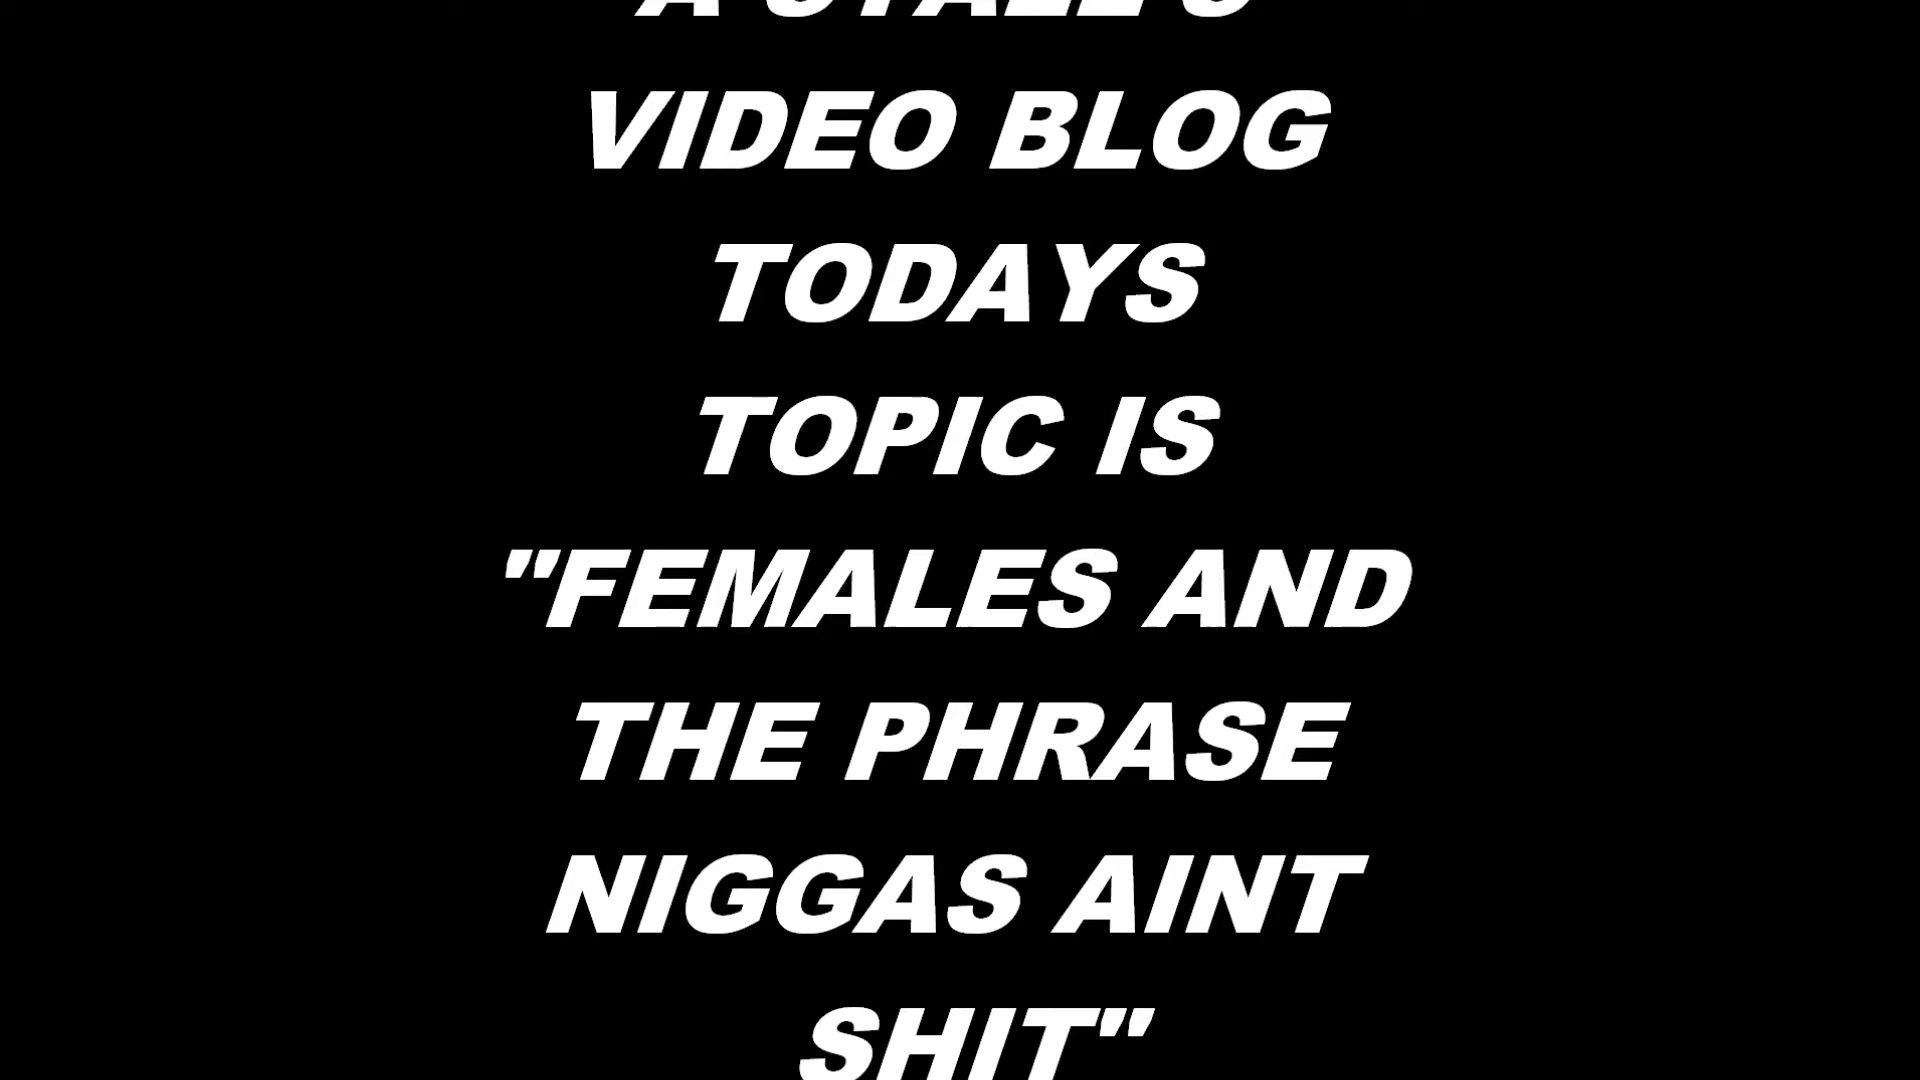 VIDEO BLOG
TODAYS
TOPIC IS
"FEMALES AND
THE PHRASE
NIGGAS AINT
SHIT"